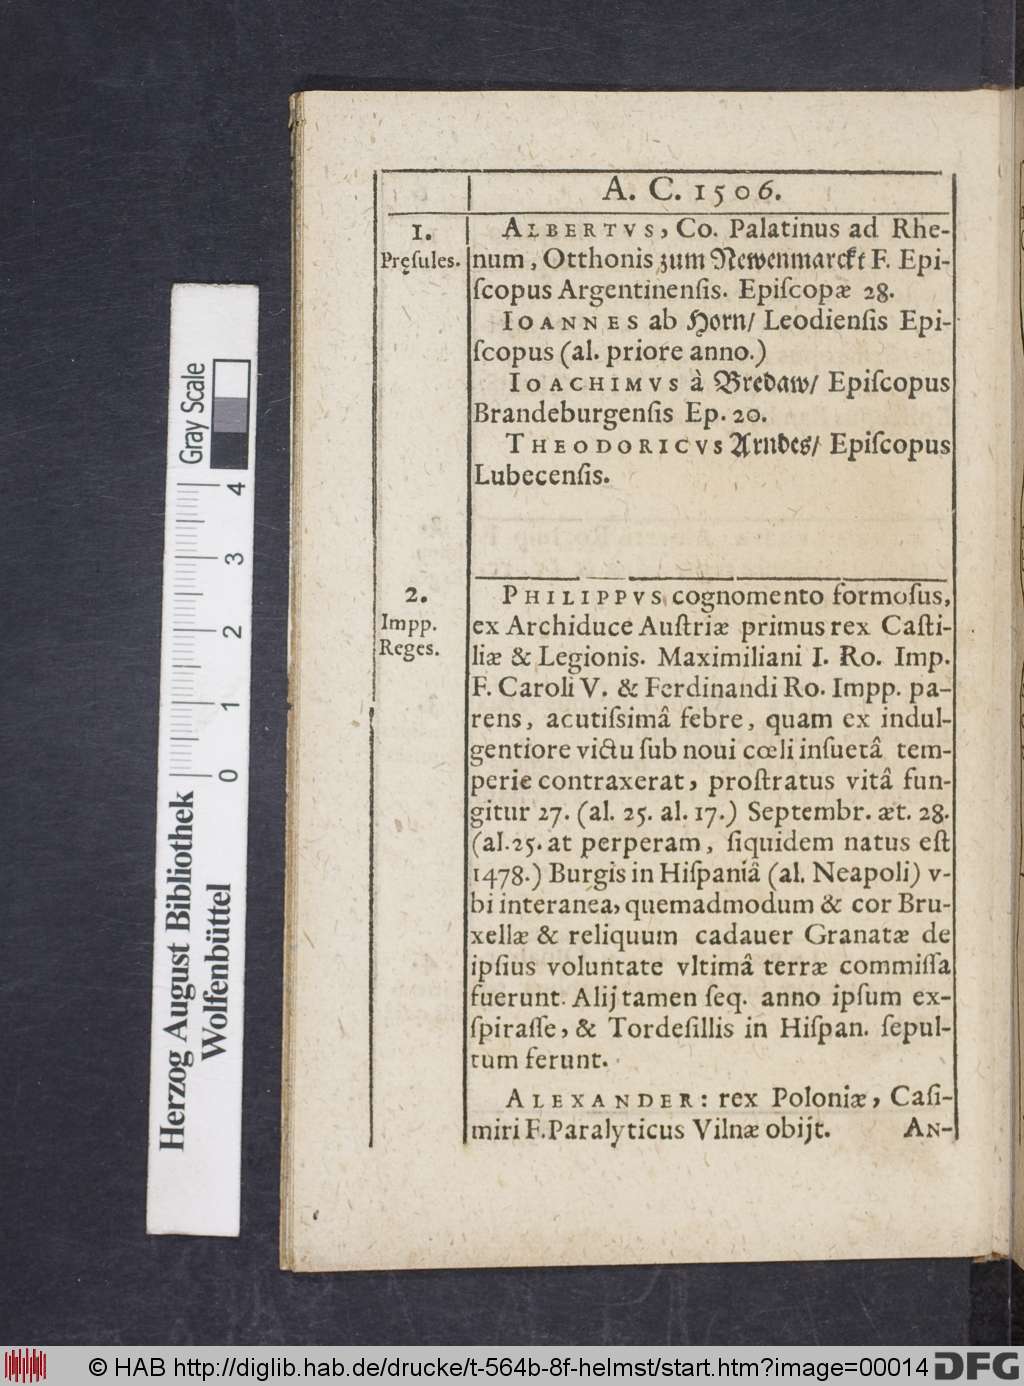 A. C. 1506.
1.
Pręſules.
ALBERTVS, Co. Palatinus ad Rhe-
num, Otthonis zum Newenmarckt F. Epi-
ſcopus Argentinenſis. Epiſcopæ 28.
IOANNES ab Horn/ Leodienſis Epi-
ſcopus (al. priore anno.)
IOACHIMVS à Bredaw/ Epiſcopus
Brandeburgenſis Ep. 20.
THEODORICVS Arndes/ Epiſcopus
Lubecenſis.
2.
Impp.
Reges.
PHILIPPVS cognomento formoſus,
ex Archiduce Auſtriæ primus rex Caſti-
liæ & Legionis. Maximiliani I. Ro. Imp.
F. Caroli V. & Ferdinandi Ro. Impp. pa-
rens, acutiſsimâ febre, quam ex indul-
gentiore victu ſub noui cœli inſuetâ tem-
perie contraxerat, proſtratus vitâ fun-
gitur 27. (al. 25. al. 17.) Septembr. æt. 28.
(al. 25. at perperam, ſiquidem natus eſt
1478.) Burgis in Hiſpaniâ (al. Neapoli) v-
bi interanea, quemadmodum & cor Bru-
xellæ & reliquum cadauer Granatæ de
ipſius voluntate vltimâ terræ commiſſa
fuerunt. Alij tamen ſeq. anno ipſum ex-
ſpiraſſe, & Tordeſillis in Hiſpan. ſepul-
tum ferunt.
ALEXANDER: rex Poloniæ, Caſi-
miri F. Paralyticus Vilnæ obijt.
AN-
Gray Scale
0 1 2 3 4
Herzog August Bibliothek
Wolfenbüttel
© HAB http://diglib.hab.de/drucke/t-564b-8f-helmst/start.htm?image=00014
DFG